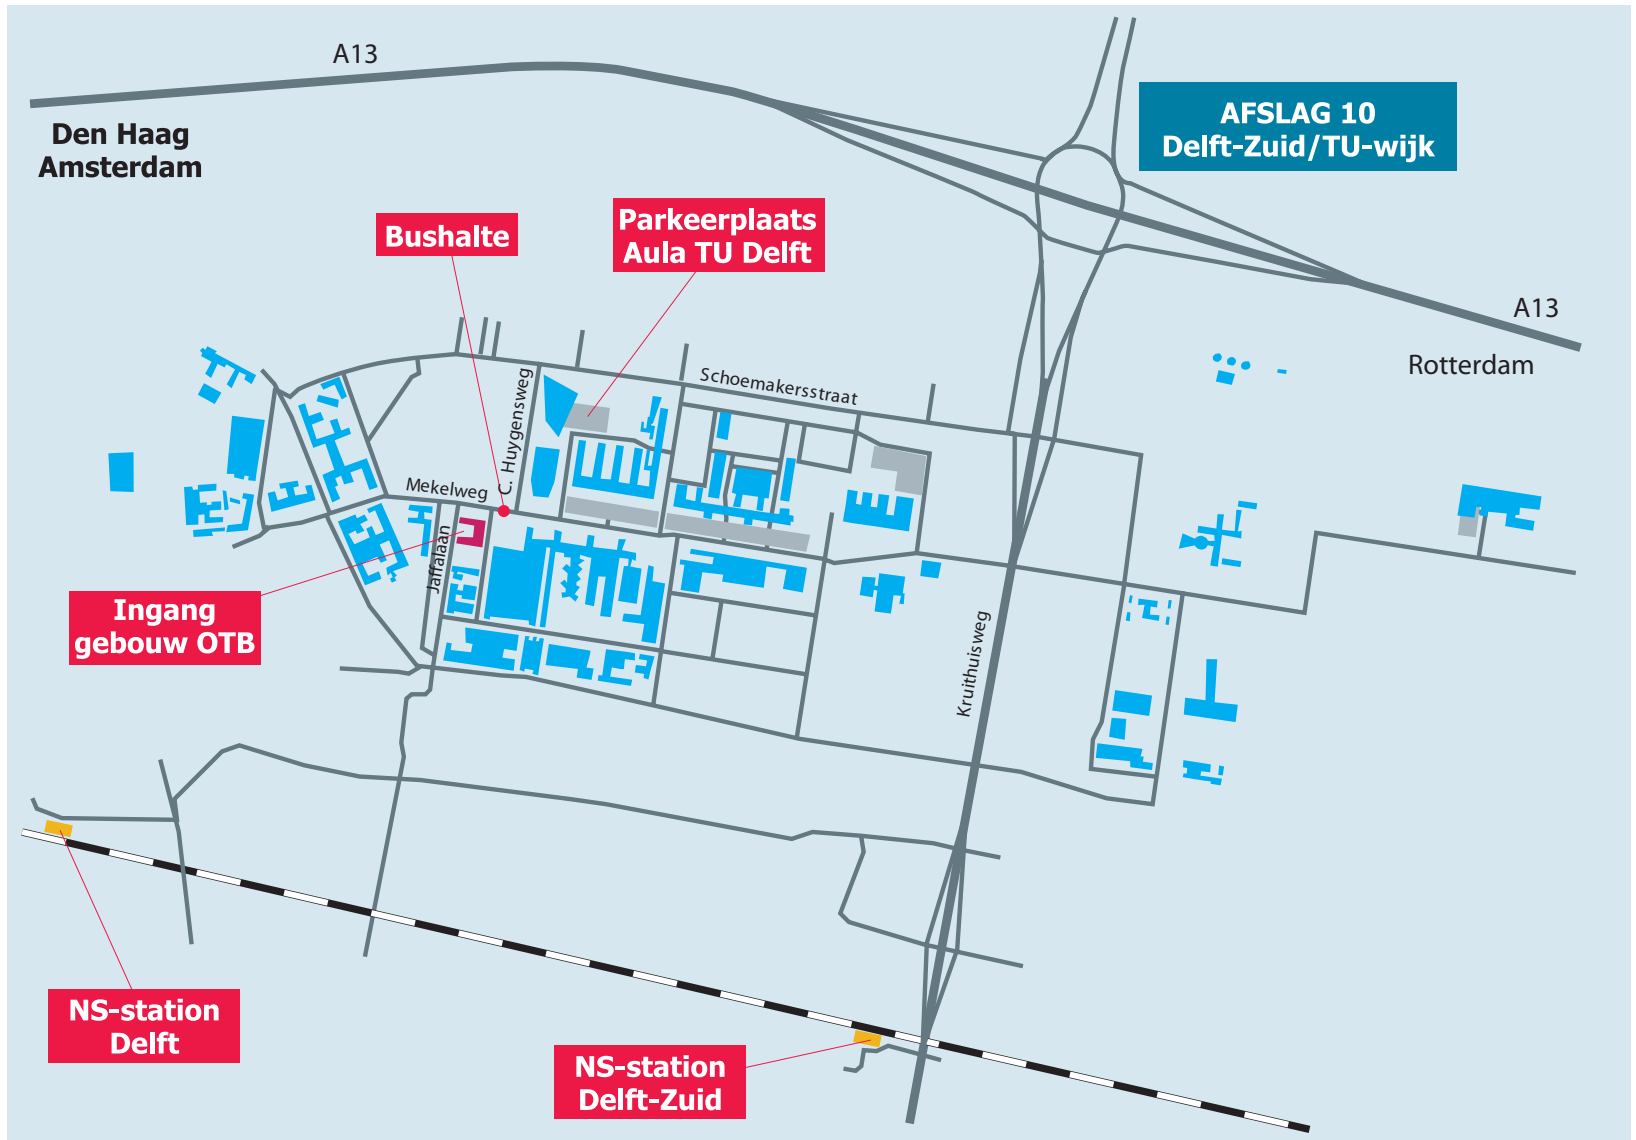 A13
Den Haag
Amsterdam
AFSLAG 10
Delft-Zuid/TU-wijk
Bushalte
Parkeerplaats
Aula TU Delft
A13
Rotterdam
Schoemakersstraat
C. Huygensweg
Mekelweg
Jaffalaan
Ingang
gebouw OTB
Kruithuisweg
NS-station
Delft
NS-station
Delft-Zuid